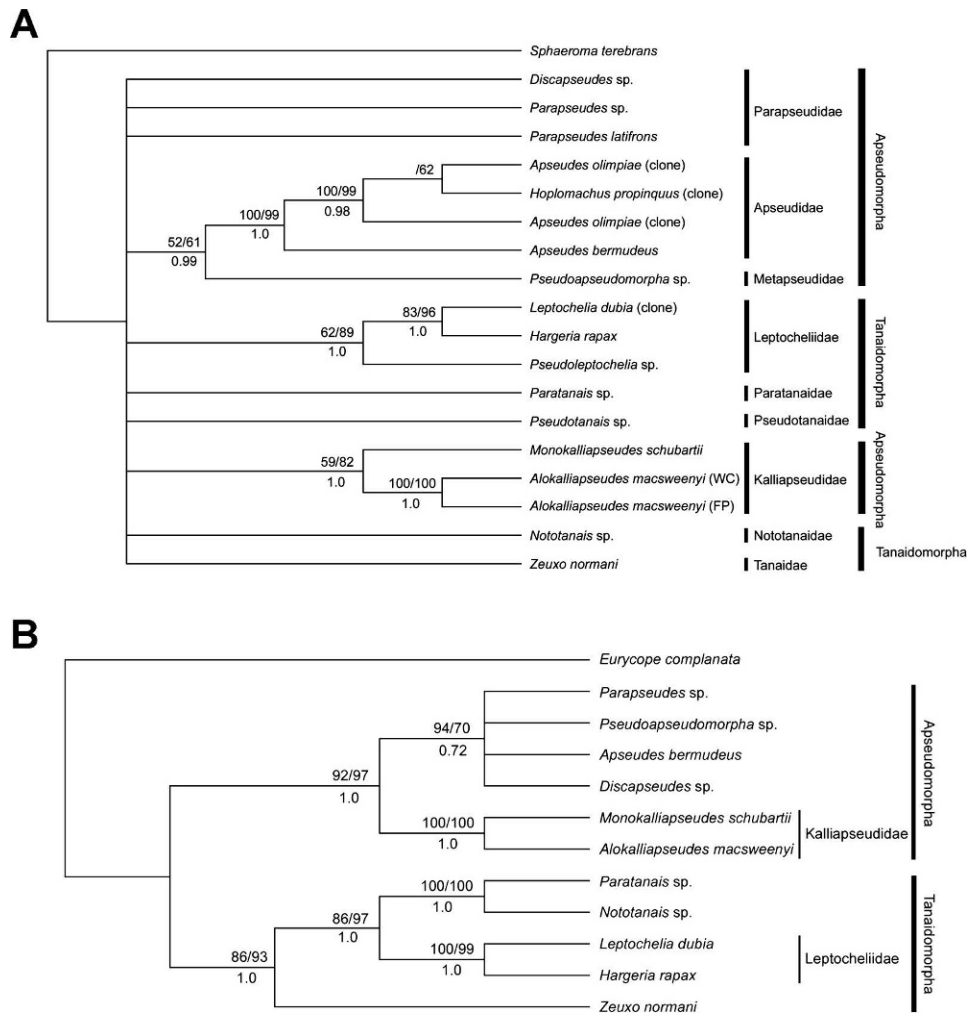 A
Sphaeroma terebrans
Discapseudes sp.
Parapseudes sp.
Parapseudidae
Parapseudes latifrons
Apseudomorpha
Apseudes olimpiae (clone)
/62
Hoplomachus propinquus (clone)
100/99
0.98
Apseudidae
Apseudes olimpiae (clone)
100/99
1.0
Apseudes bermudeus
52/61
0.99
Pseudoapseudomorpha sp.
Metapseudidae
Leptochelia dubia (clone)
83/96
1.0
Hargeria rapax
Leptocheliidae
62/89
1.0
Pseudoleptochelia sp.
Tanaidomorpha
Paratanais sp.
Paratanaidae
Pseudotanais sp.
Pseudotanaidae
Monokalliapseudes schubartii
59/82
1.0
Alokalliapseudes macsweenyi (WC)
Kalliapseudidae
Apseudomorpha
100/100
1.0
Alokalliapseudes macsweenyi (FP)
Nototanais sp.
Nototanaidae
Tanaidomorpha
Zeuxo normani
Tanaidae
B
Eurycope complanata
Parapseudes sp.
Pseudoapseudomorpha sp.
94/70
0.72
Apseudes bermudeus
Apseudomorpha
Discapseudes sp.
92/97
1.0
Monokalliapseudes schubartii
100/100
1.0
Kalliapseudidae
Alokalliapseudes macsweenyi
Paratanais sp.
100/100
1.0
Nototanais sp.
86/97
1.0
Tanaidomorpha
Leptochelia dubia
100/99
1.0
Leptocheliidae
Hargeria rapax
86/93
1.0
Zeuxo normani